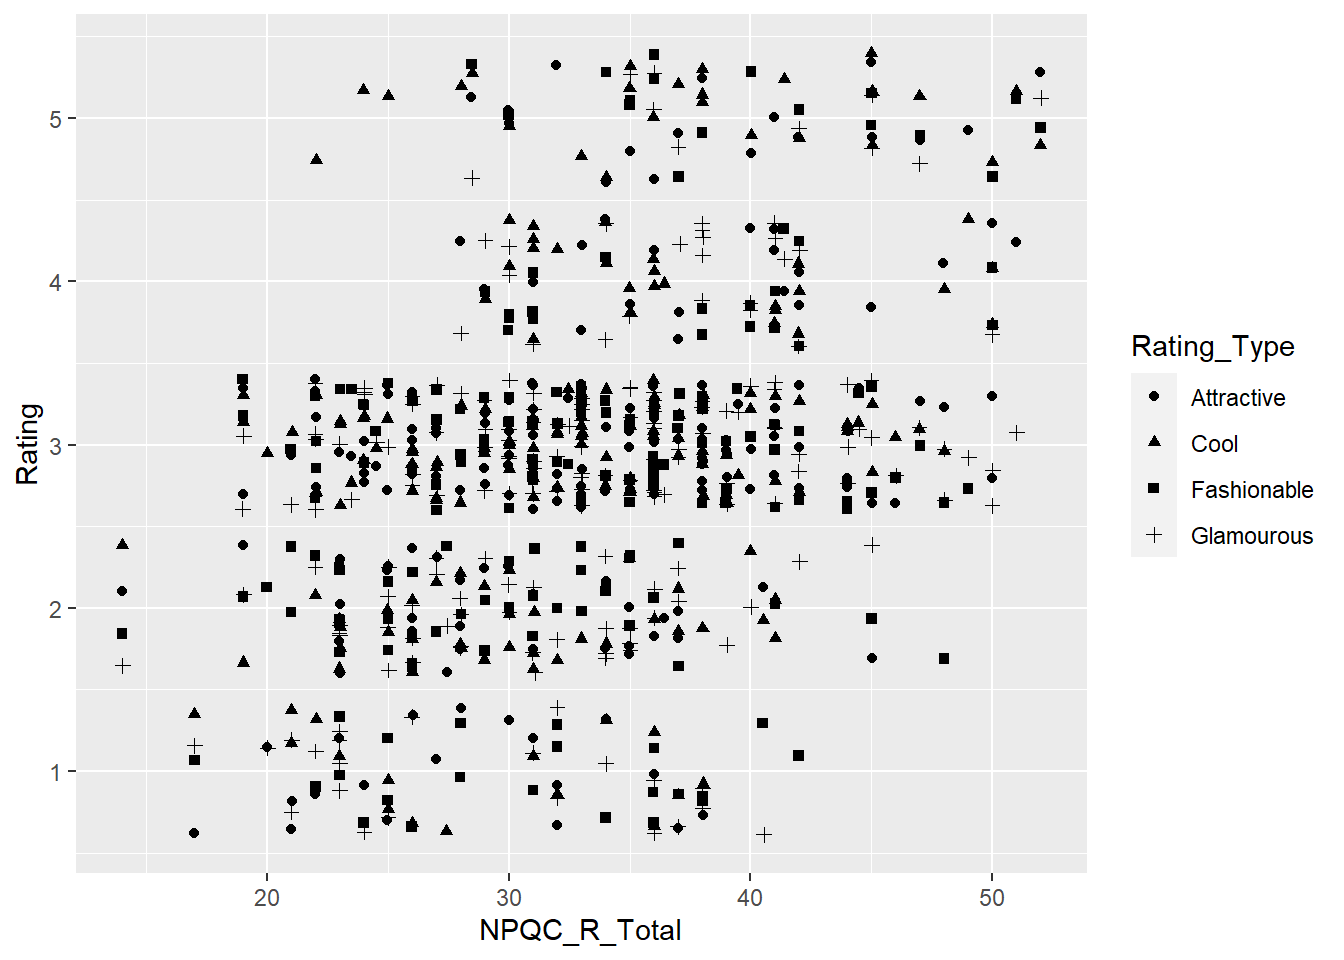 5
4
3
2
1
Rating
20
30
40
50
NPQC_R_Total
Rating_Type
Attractive
Cool
Fashionable
Glamourous